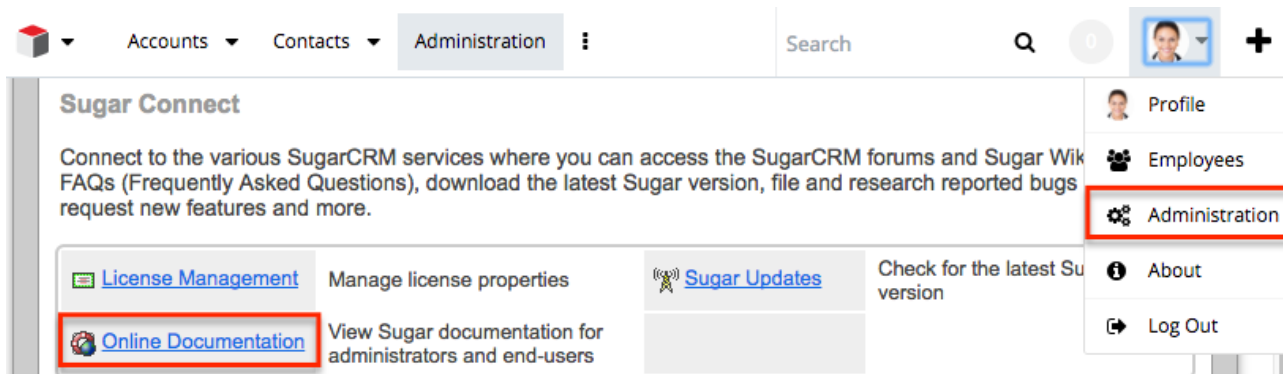 Accounts Contacts Administration Search 0
Sugar Connect
Connect to the various SugarCRM services where you can access the SugarCRM forums and Sugar Wik
FAQs (Frequently Asked Questions), download the latest Sugar version, file and research reported bugs
request new features and more.
License Management Manage license properties
Sugar Updates Check for the latest Su
version
Online Documentation View Sugar documentation for
administrators and end-users
Profile
Employees
Administration
About
Log Out